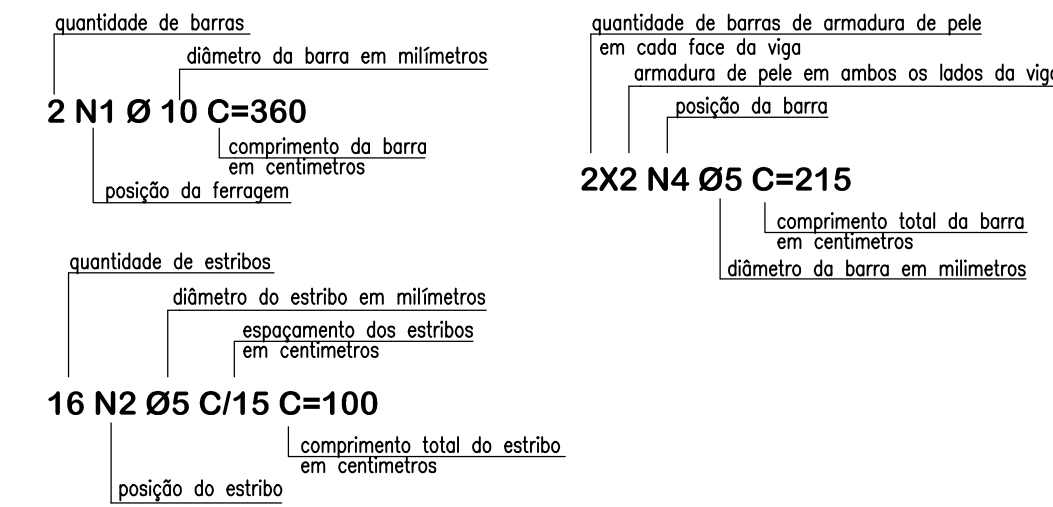 quantidade de barras
diâmetro da barra em milímetros
2 N1 Ø 10 C=360
comprimento da barra
em centimetros
posição da ferragem
quantidade de barras de armadura de pele
em cada face da viga
armadura de pele em ambos os lados da viga
posição da barra
2X2 N4 Ø5 C=215
comprimento total da barra
em centimetros
diâmetro da barra em milimetros
quantidade de estribos
diâmetro do estribo em milímetros
espaçamento dos estribos
em centimetros
16 N2 Ø5 C/15 C=100
comprimento total do estribo
em centimetros
posição do estribo